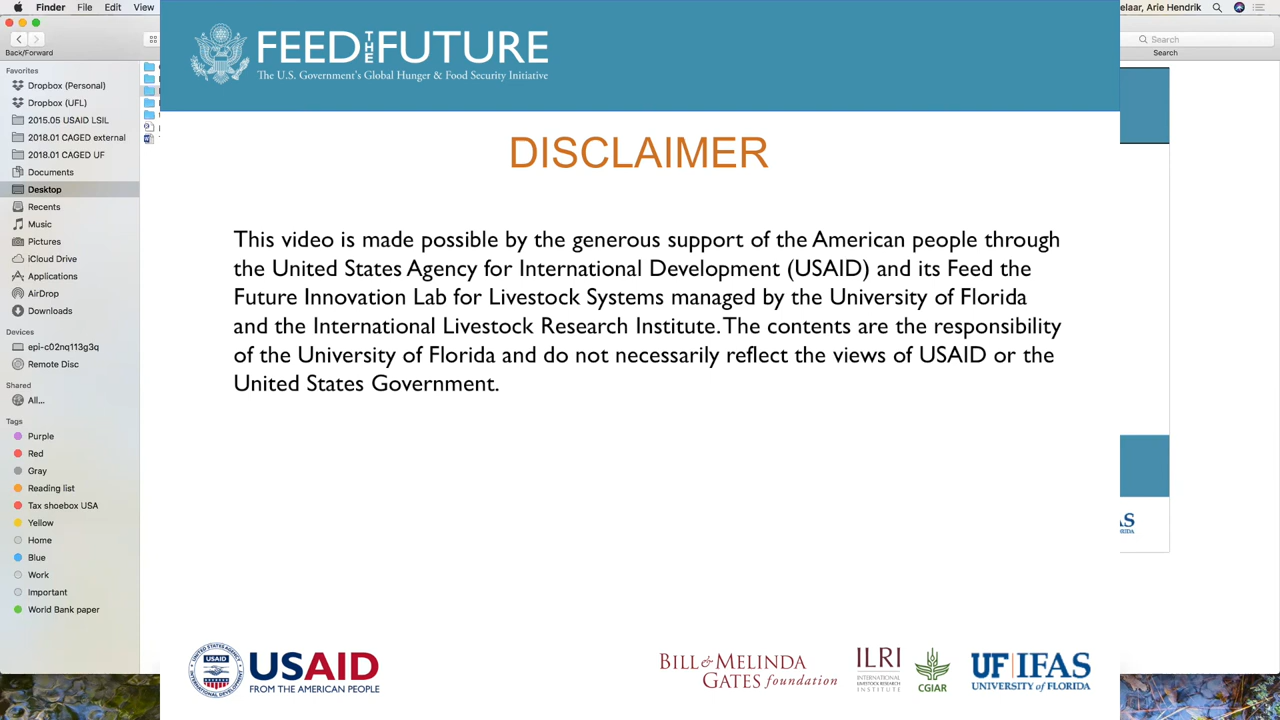 Finder File Edit View
elaar, Arie Hendrik
Back/Forward
Search
Favorites
Dropbox (Personal)
Dropbox (UFL)
2015.05 USAID LSIL
2018.01 CAGED external
2018.01 CAGED UF
Documents
Desktop
Recents
Music
Pictures
iCloud Drive
Applications
AirDrop
Downloads
Devices
epi-c02nq113g3q
Remote Disc
Shared
All...
Tags
Purple
Red
Gray
Reading list
Tax shoebox USA
Yellow
Home
Blue
Work
Important
World Bank paper
FEED THE FUTURE
The U.S. Government's Global Hunger & Food Security Initiative
DISCLAIMER
This video is made possible by the generous support of the American people through
the United States Agency for International Development (USAID) and its Feed the
Future Innovation Lab for Livestock Systems managed by the University of Florida
and the International Livestock Research Institute. The contents are the responsibility
of the University of Florida and do not necessarily reflect the views of USAID or the
United States Government.
USAID
USAID
FROM THE AMERICAN PEOPLE
BILL & MELINDA
GATES foundation
ILRI
INTERNATIONAL
LIVESTOCK RESEARCH
INSTITUTE
CGIAR
UF IFAS
UNIVERSITY of FLORIDA